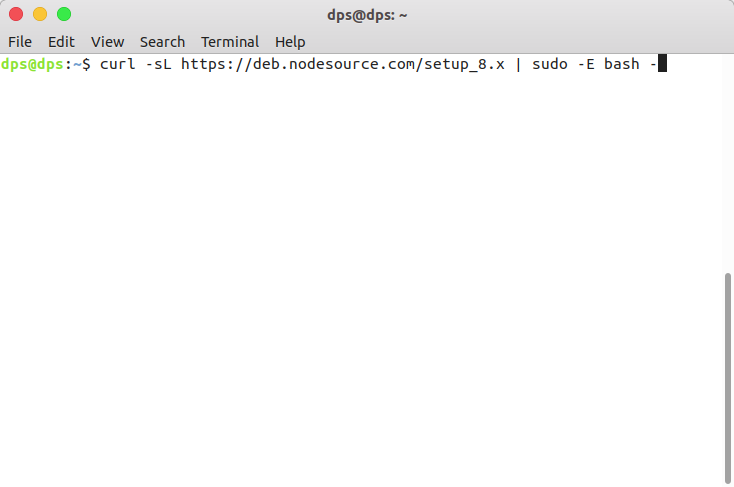 dps@dps: ~
File Edit View Search Terminal Help
dps@dps:~$ curl -sL https://deb.nodesource.com/setup_8.x | sudo -E bash -